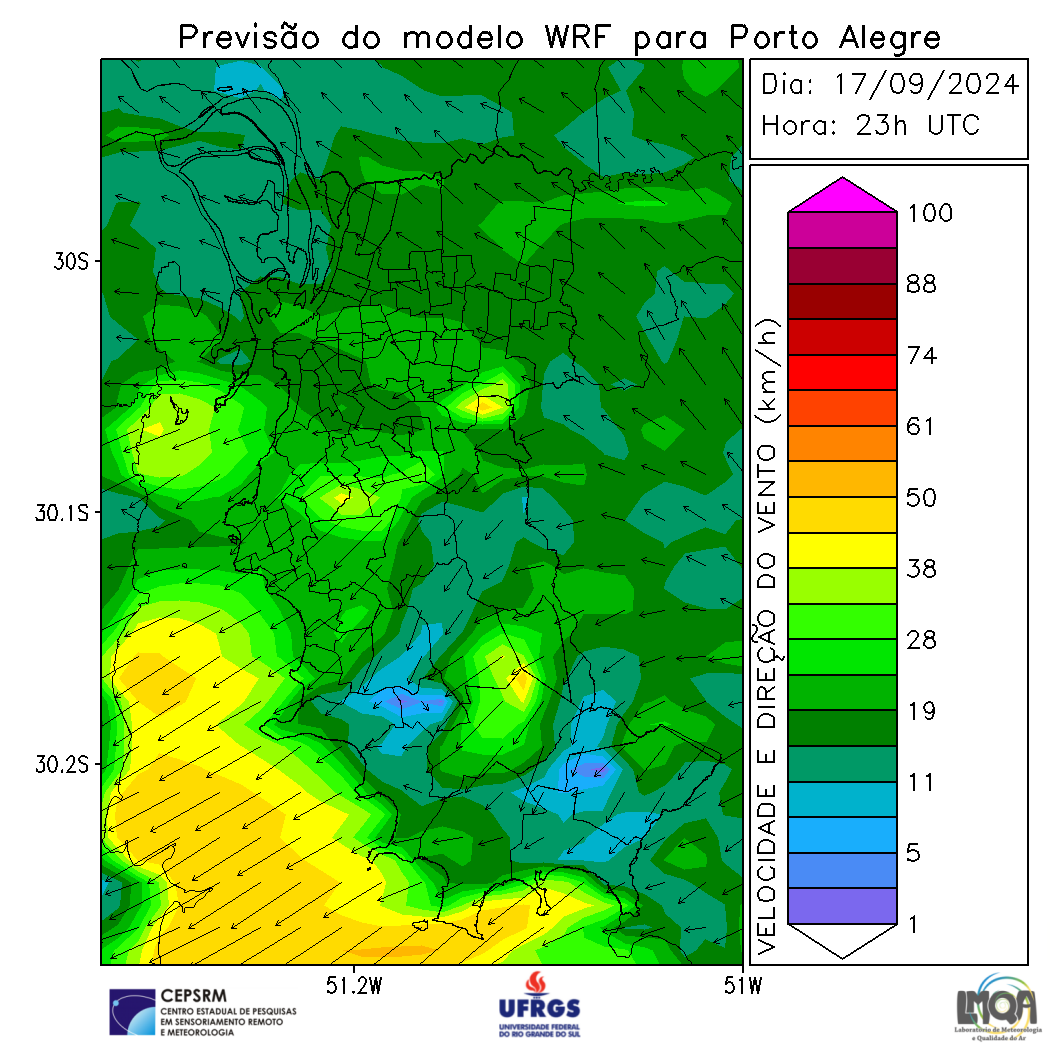 Previsão do modelo WRF para Porto Alegre
Dia: 17/09/2024
Hora: 23h UTC
30S
30.1S
30.2S
51.2W
51W
VELOCIDADE E DIREÇÃO DO VENTO (km/h)
100
88
74
61
50
38
28
19
11
5
1
CEPSRM
CENTRO ESTADUAL DE PESQUISAS
EM SENSORIAMENTO REMOTO
E METEOROLOGIA
UFRGS
UNIVERSIDADE FEDERAL
DO RIO GRANDE DO SUL
LMQA
Laboratório de Meteorologia
e Qualidade do Ar